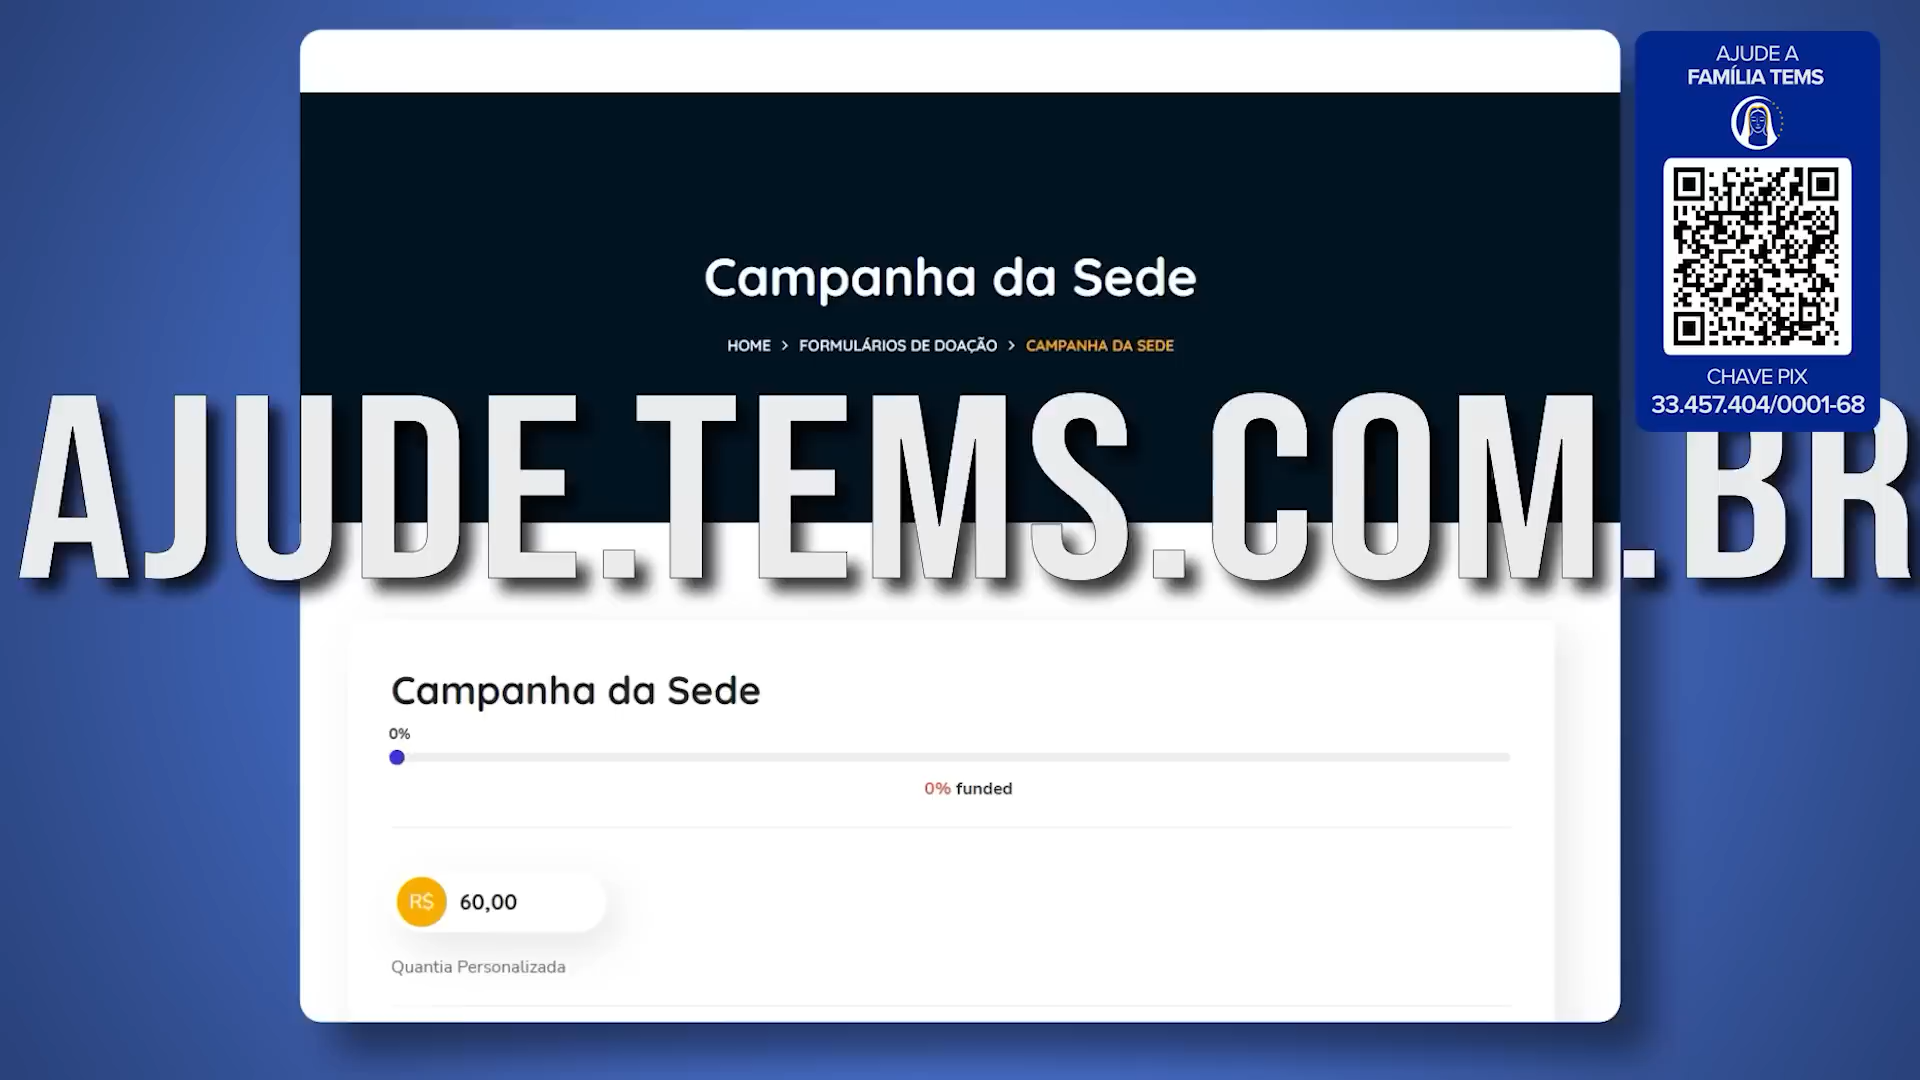 AJUDE A
FAMÍLIA TEMS
CHAVE PIX
33.457.404/0001-68
Campanha da Sede
HOME > FORMULÁRIOS DE DOAÇÃO > CAMPANHA DA SEDE
AJUDE.TEMS.COM.BR
Campanha da Sede
0%
0% funded
R$ 60,00
Quantia Personalizada